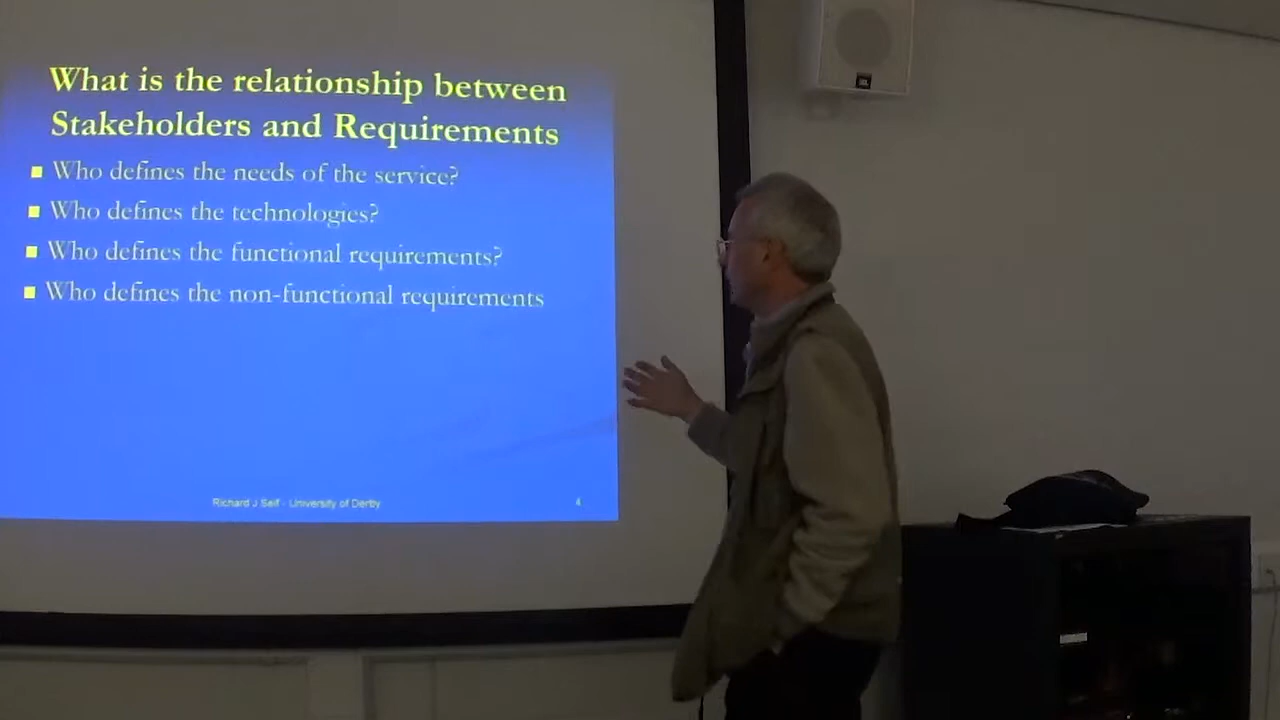 What is the relationship between
Stakeholders and Requirements
Who defines the needs of the service?
Who defines the technologies?
Who defines the functional requirements?
Who defines the non-functional requirements
Richard J Self - University of Derby
4
JBL